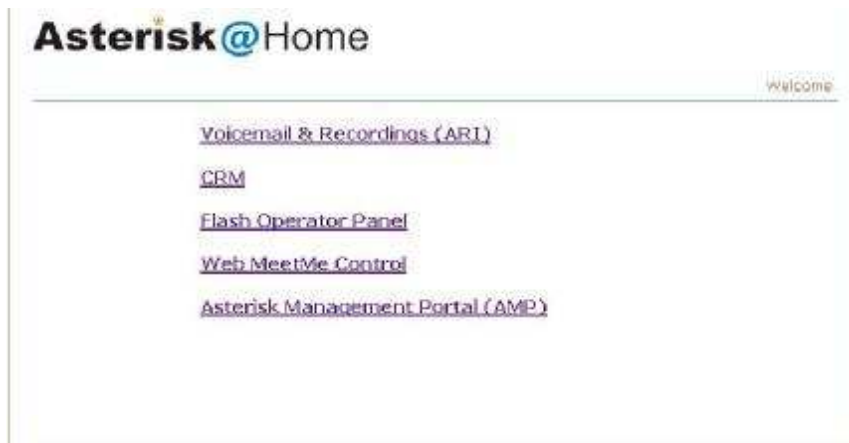 Asterisk@Home
Welcome
Voicemail & Recordings (ARI)
CRM
Flash Operator Panel
Web MeetMe Control
Asterisk Management Portal (AMP)